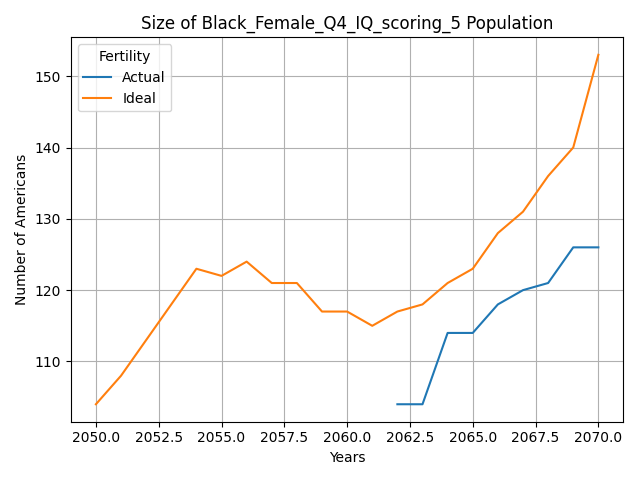 Size of Black_Female_Q4_IQ_scoring_5 Population
Fertility
Actual
Ideal
Number of Americans
150
140
130
120
110
2050.0 2052.5 2055.0 2057.5 2060.0 2062.5 2065.0 2067.5 2070.0
Years